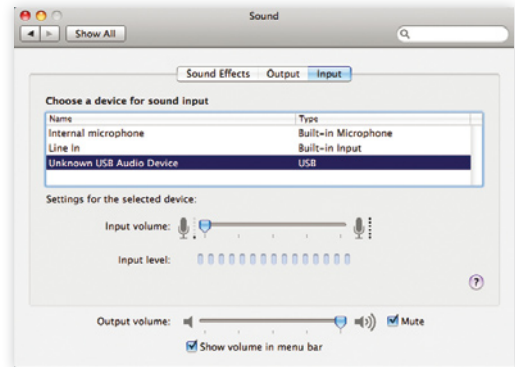 Sound
Show All
Sound Effects Output Input
Choose a device for sound input
Name Type
Internal microphone Built-in Microphone
Line In Built-in Input
Unknown USB Audio Device USB
Settings for the selected device:
Input volume:
Input level:
?
Output volume: Mute
Show volume in menu bar